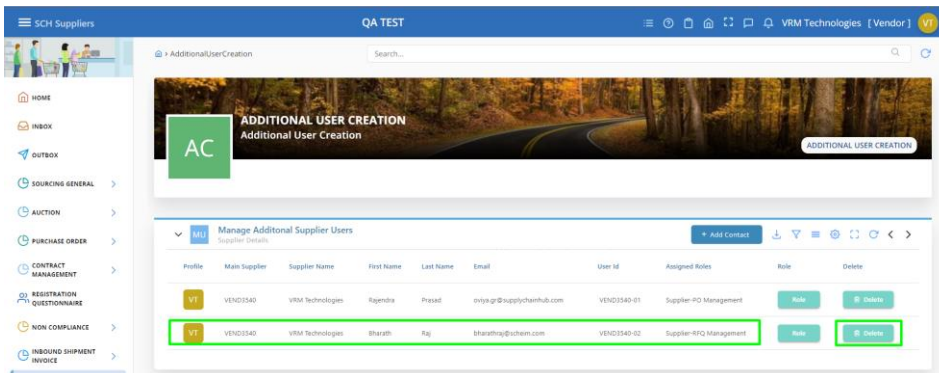 SCH Suppliers
QA TEST
VRM Technologies [ Vendor ]
VT
> AdditionalUserCreation
Search...
HOME
INBOX
OUTBOX
SOURCING GENERAL
AUCTION
PURCHASE ORDER
CONTRACT
MANAGEMENT
REGISTRATION
QUESTIONNAIRE
NON COMPLIANCE
INBOUND SHIPMENT
INVOICE
AC
ADDITIONAL USER CREATION
Additional User Creation
ADDITIONAL USER CREATION
MU
Manage Additonal Supplier Users
Supplier Details
+ Add Contact
Profile Main Supplier Supplier Name First Name Last Name Email User Id Assigned Roles Role Delete
VT VEND3540 VRM Technologies Rajendra Prasad oviya.gr@supplychainhub.com VEND3540-01 Supplier-PO Management Role Delete
VT VEND3540 VRM Technologies Bharath Raj bharathraj@scheim.com VEND3540-02 Supplier-RFQ Management Role Delete